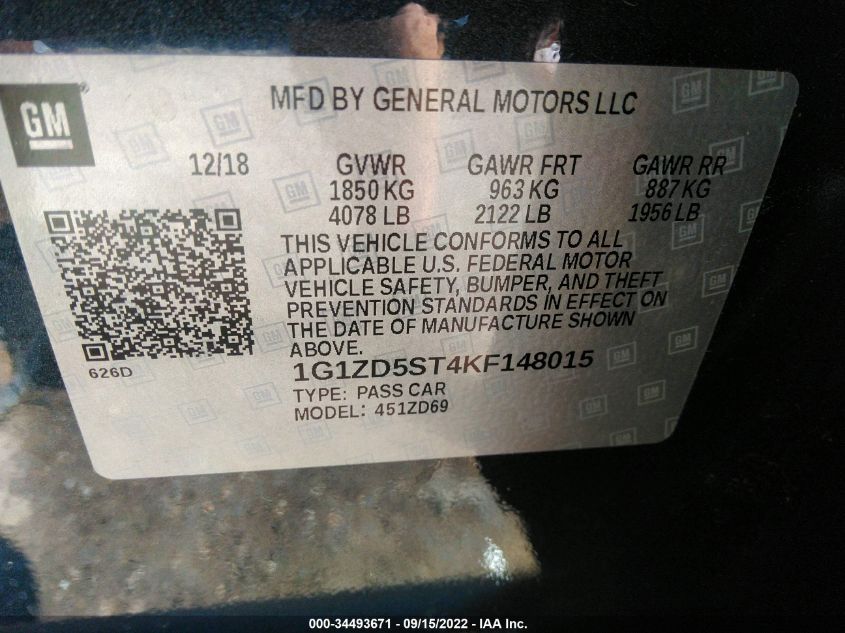 GM
MFD BY GENERAL MOTORS LLC
12/18 GVWR GAWR FRT GAWR RR
1850 KG 963 KG 887 KG
4078 LB 2122 LB 1956 LB
THIS VEHICLE CONFORMS TO ALL
APPLICABLE U.S. FEDERAL MOTOR
VEHICLE SAFETY, BUMPER, AND THEFT
PREVENTION STANDARDS IN EFFECT ON
THE DATE OF MANUFACTURE SHOWN
ABOVE.
626D
1G1ZD5ST4KF148015
TYPE: PASS CAR
MODEL: 451ZD69
000-34493671 - 09/15/2022 - IAA Inc.